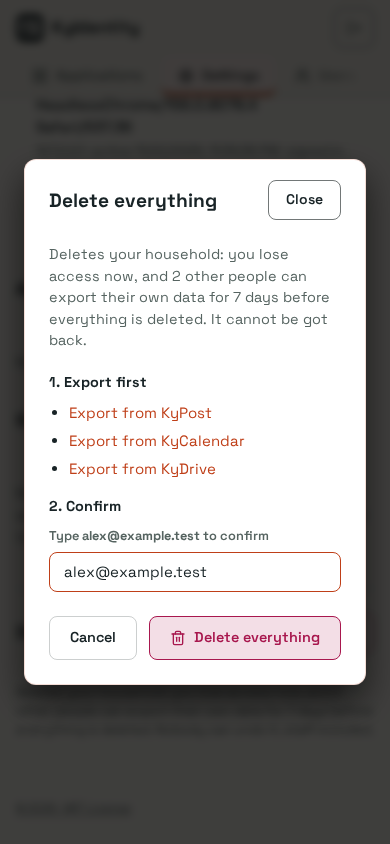 Delete everything
Close
Deletes your household: you lose
access now, and 2 other people can
export their own data for 7 days before
everything is deleted. It cannot be got
back.
1. Export first
• Export from KyPost
• Export from KyCalendar
• Export from KyDrive
2. Confirm
Type alex@example.test to confirm
alex@example.test
Cancel
Delete everything